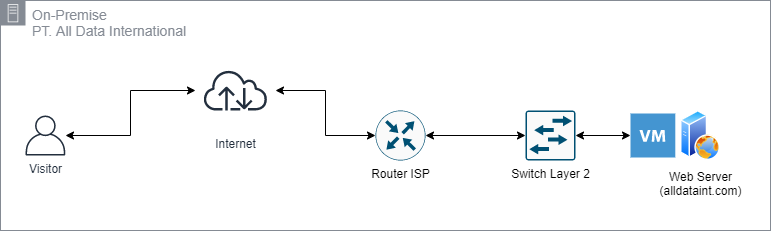 On-Premise
PT. All Data International
Internet
Visitor
Router ISP
Switch Layer 2
VM
Web Server
(alldataint.com)